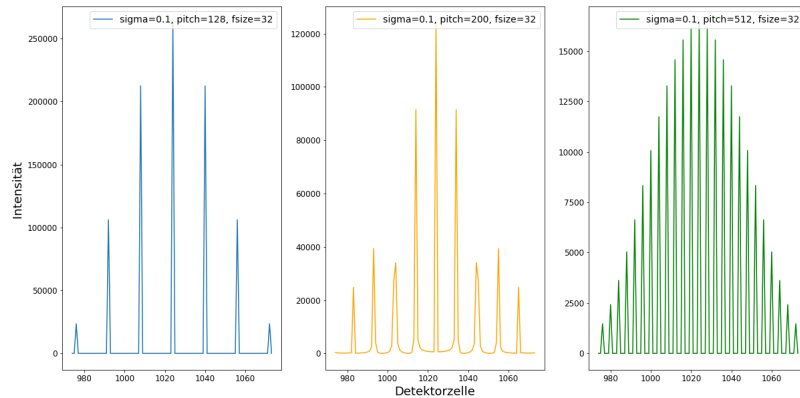 sigma=0.1, pitch=128, fsize=32
sigma=0.1, pitch=200, fsize=32
sigma=0.1, pitch=512, fsize=32
Intensität
250000
200000
150000
100000
50000
0
980 1000 1020 1040 1060
120000
100000
80000
60000
40000
20000
0
980 1000 1020 1040 1060
15000
12500
10000
7500
5000
2500
0
980 1000 1020 1040 1060
Detektorzelle